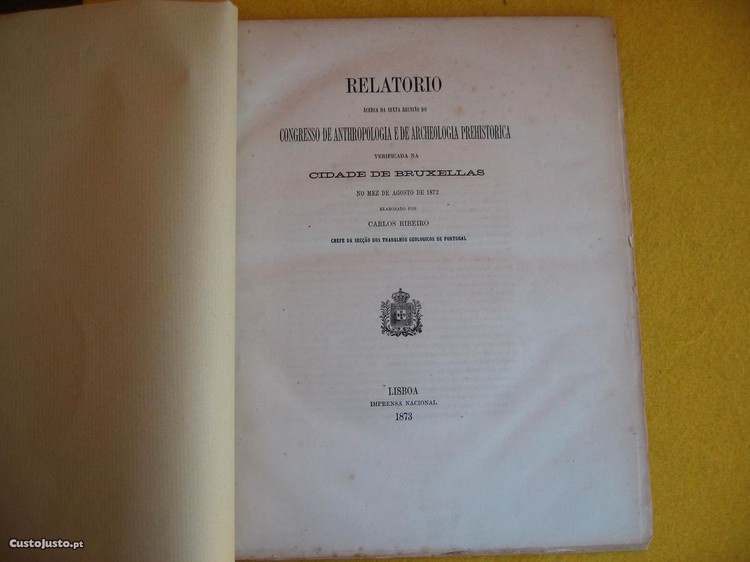 RELATORIO
ÁCERCA DA SEXTA REUNIÃO DO
CONGRESSO DE ANTHROPOLOGIA E DE ARCHEOLOGIA PREHISTORICA
VERIFICADA NA
CIDADE DE BRUXELLAS
NO MEZ DE AGOSTO DE 1872
ELABORADO POR
CARLOS RIBEIRO
CHEFE DA SECÇÃO DOS TRABALHOS GEOLOGICOS DE PORTUGAL
LISBOA
IMPRENSA NACIONAL
1873
CustoJusto.pt